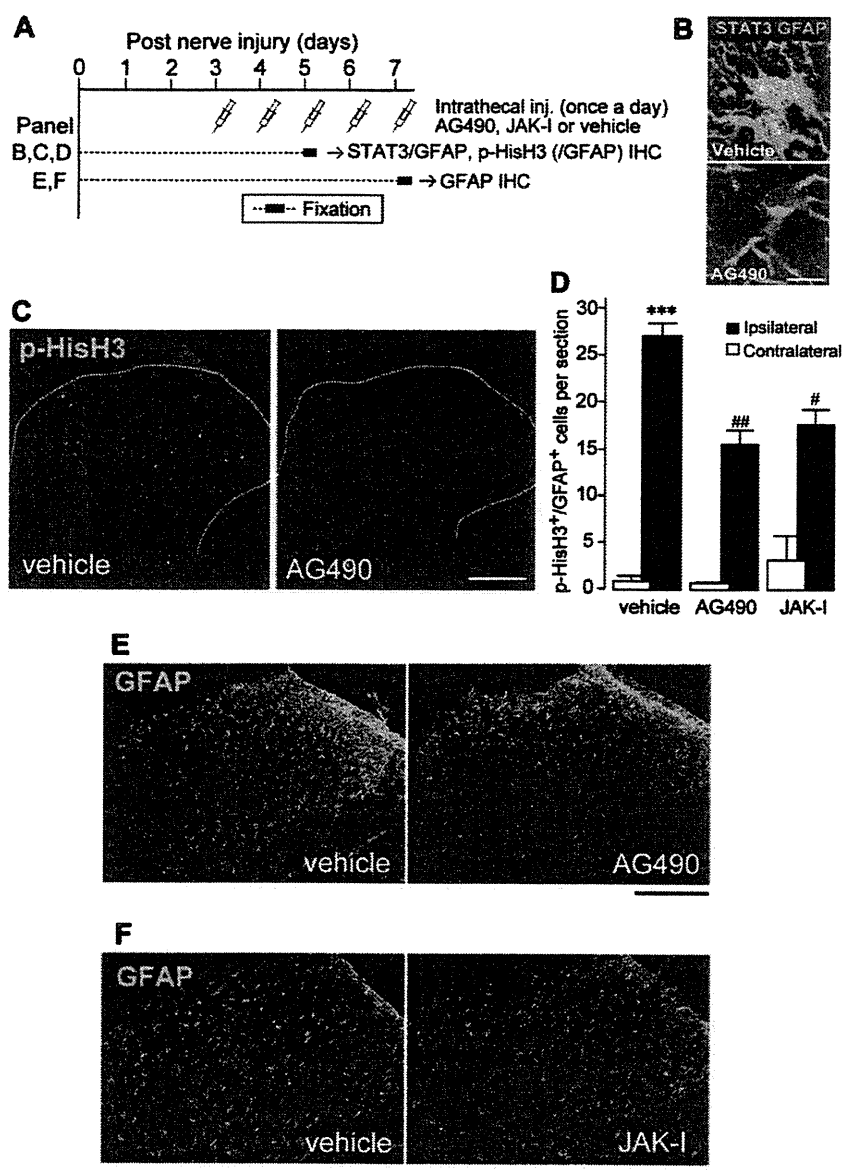 A
Post nerve injury (days)
0 1 2 3 4 5 6 7
Intrathecal inj. (once a day)
AG490, JAK-I or vehicle
Panel
B,C,D
→STAT3/GFAP, p-HisH3 (/GFAP) IHC
E,F
→GFAP IHC
Fixation
B
STAT3/GFAP
Vehicle
AG490
C
p-HisH3
vehicle
AG490
D
p-HisH3+/GFAP+ cells per section
30
25
20
15
10
5
0
***
##
#
Ipsilateral
Contralateral
vehicle AG490 JAK-I
E
GFAP
vehicle
AG490
F
GFAP
vehicle
JAK-I